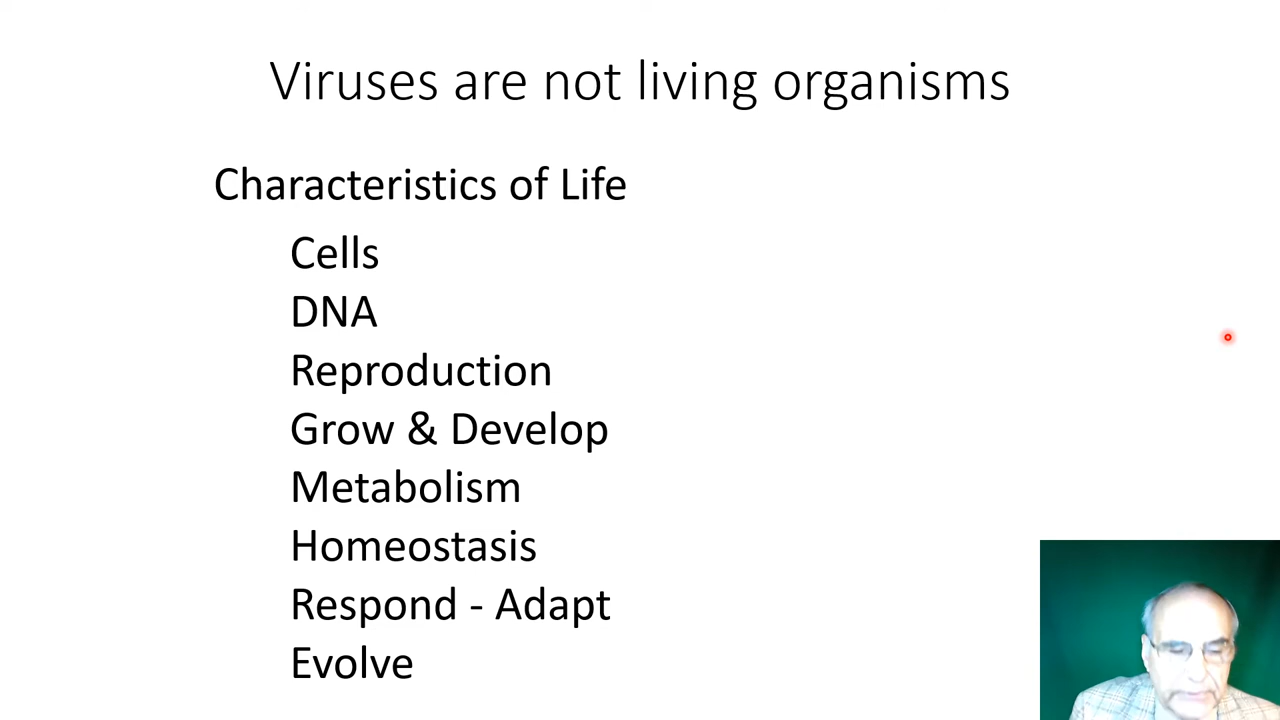 Viruses are not living organisms
Characteristics of Life
Cells
DNA
Reproduction
Grow & Develop
Metabolism
Homeostasis
Respond - Adapt
Evolve